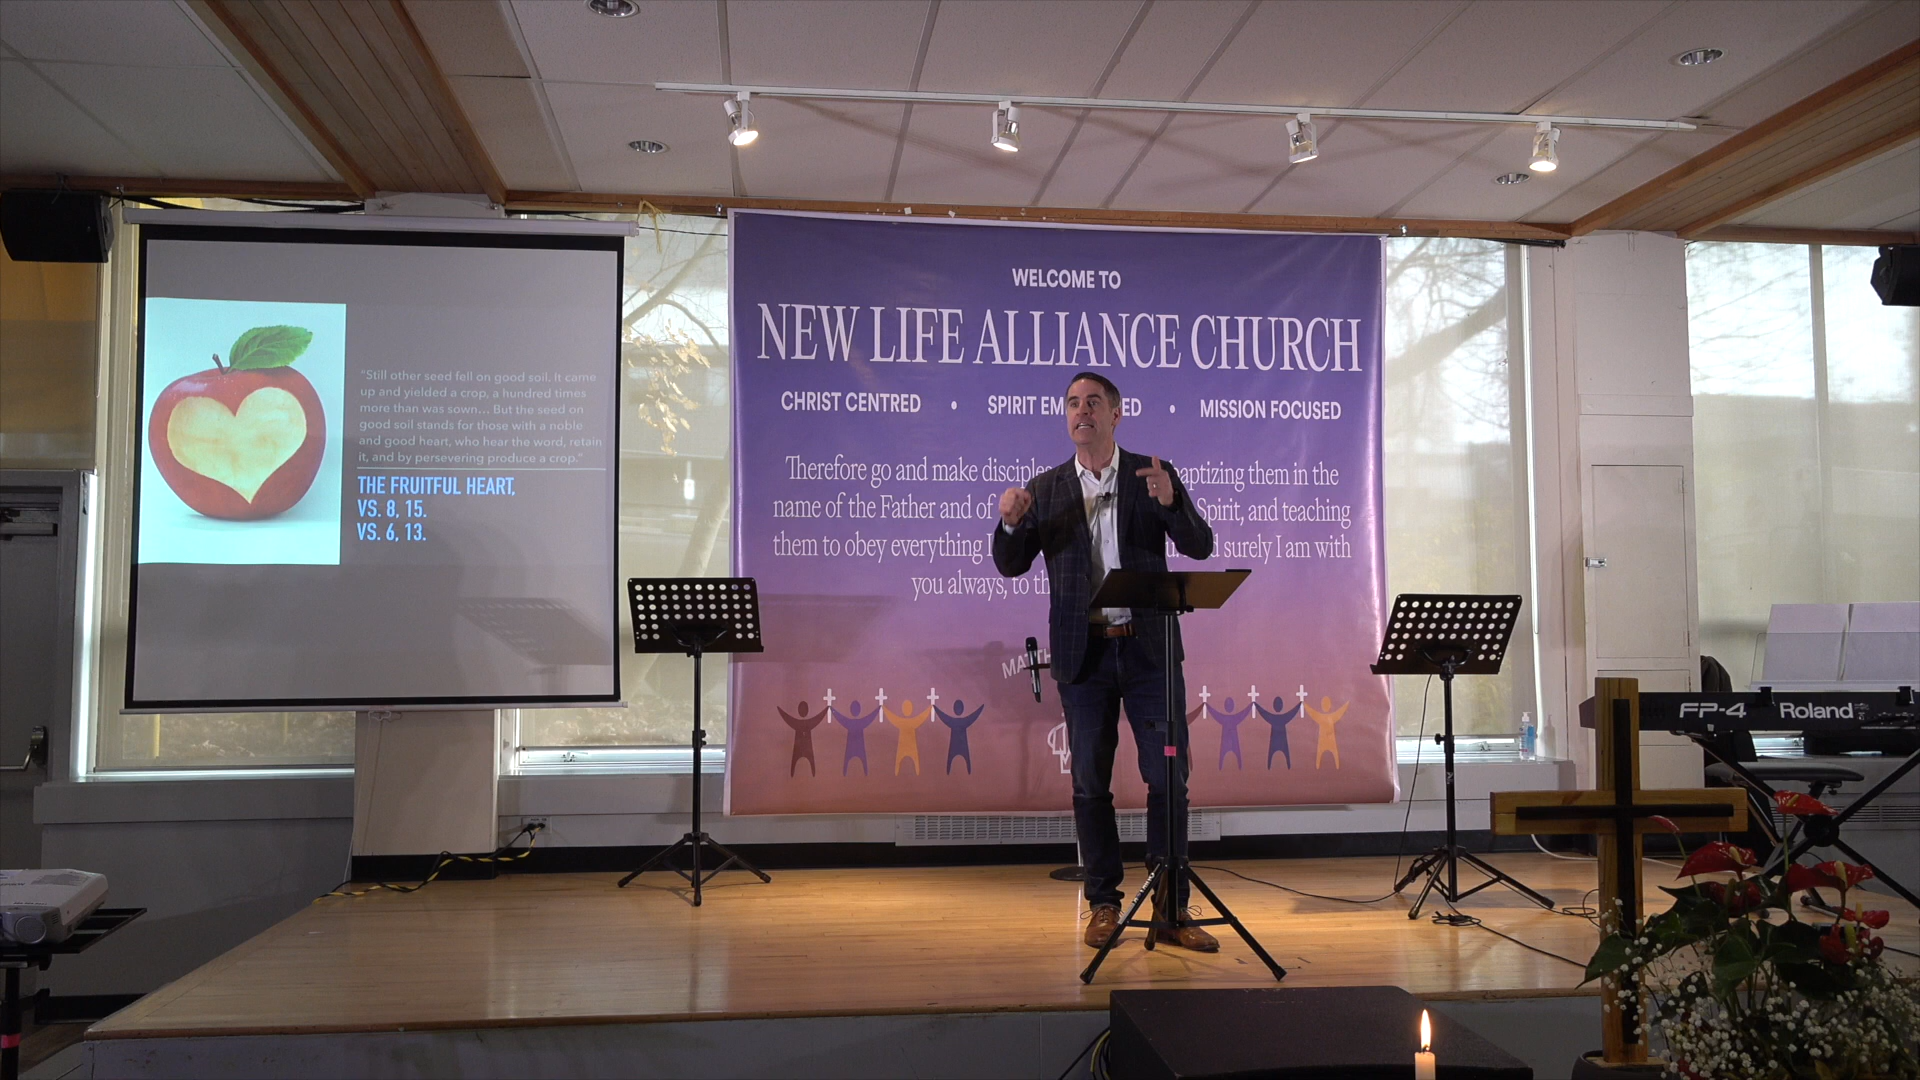 "Still other seed fell on good soil. It came
up and yielded a crop, a hundred times
more than was sown... But the seed on
good soil stands for those with a noble
and good heart, who hear the word, retain
it, and by persevering produce a crop."
THE FRUITFUL HEART,
VS. 8, 15.
VS. 6, 13.
WELCOME TO
NEW LIFE ALLIANCE CHURCH
CHRIST CENTRED • SPIRIT EM ED • MISSION FOCUSED
Therefore go and make disciples baptizing them in the
name of the Father and of Spirit, and teaching
them to obey everything I surely I am with
you always, to th
MATTH
FP-4 Roland